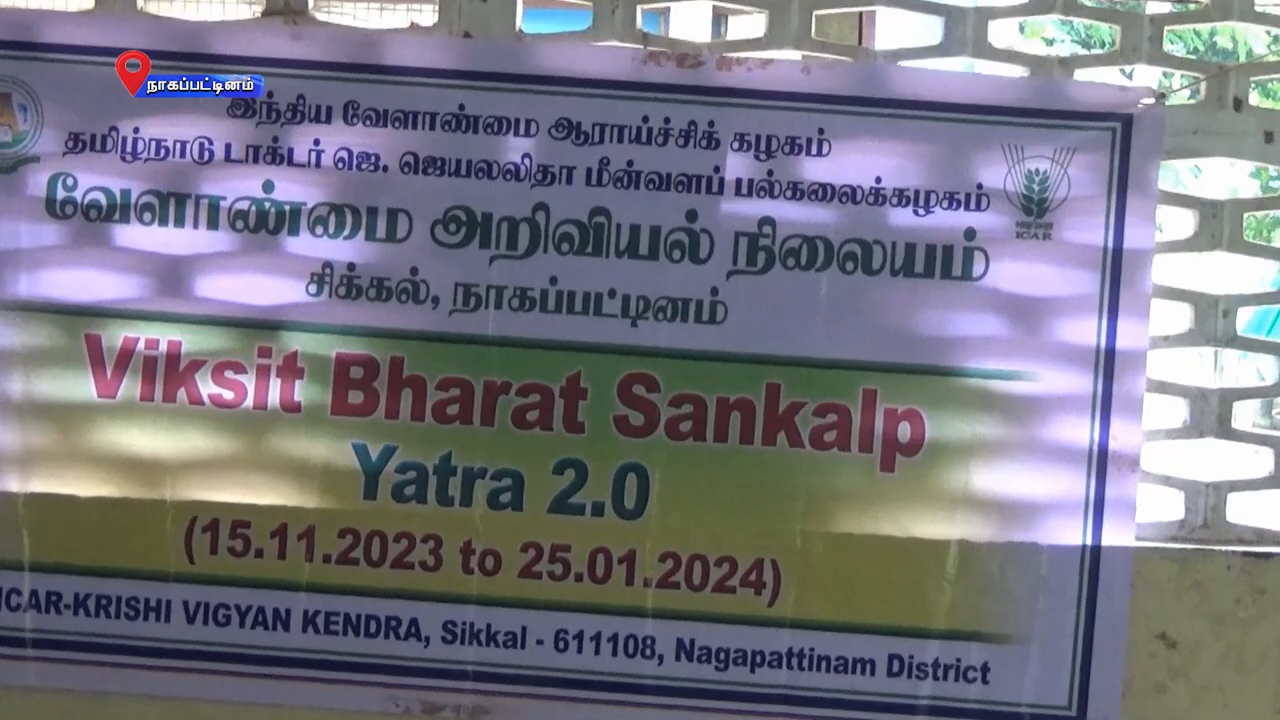 நாகப்பட்டினம்
இந்திய வேளாண்மை ஆராய்ச்சிக் கழகம்
தமிழ்நாடு டாக்டர் ஜெ. ஜெயலலிதா மீன்வளப் பல்கலைக்கழகம்
வேளாண்மை அறிவியல் நிலையம்
சிக்கல், நாகப்பட்டினம்
ICAR
Viksit Bharat Sankalp
Yatra 2.0
(15.11.2023 to 25.01.2024)
ICAR-KRISHI VIGYAN KENDRA, Sikkal - 611108, Nagapattinam District